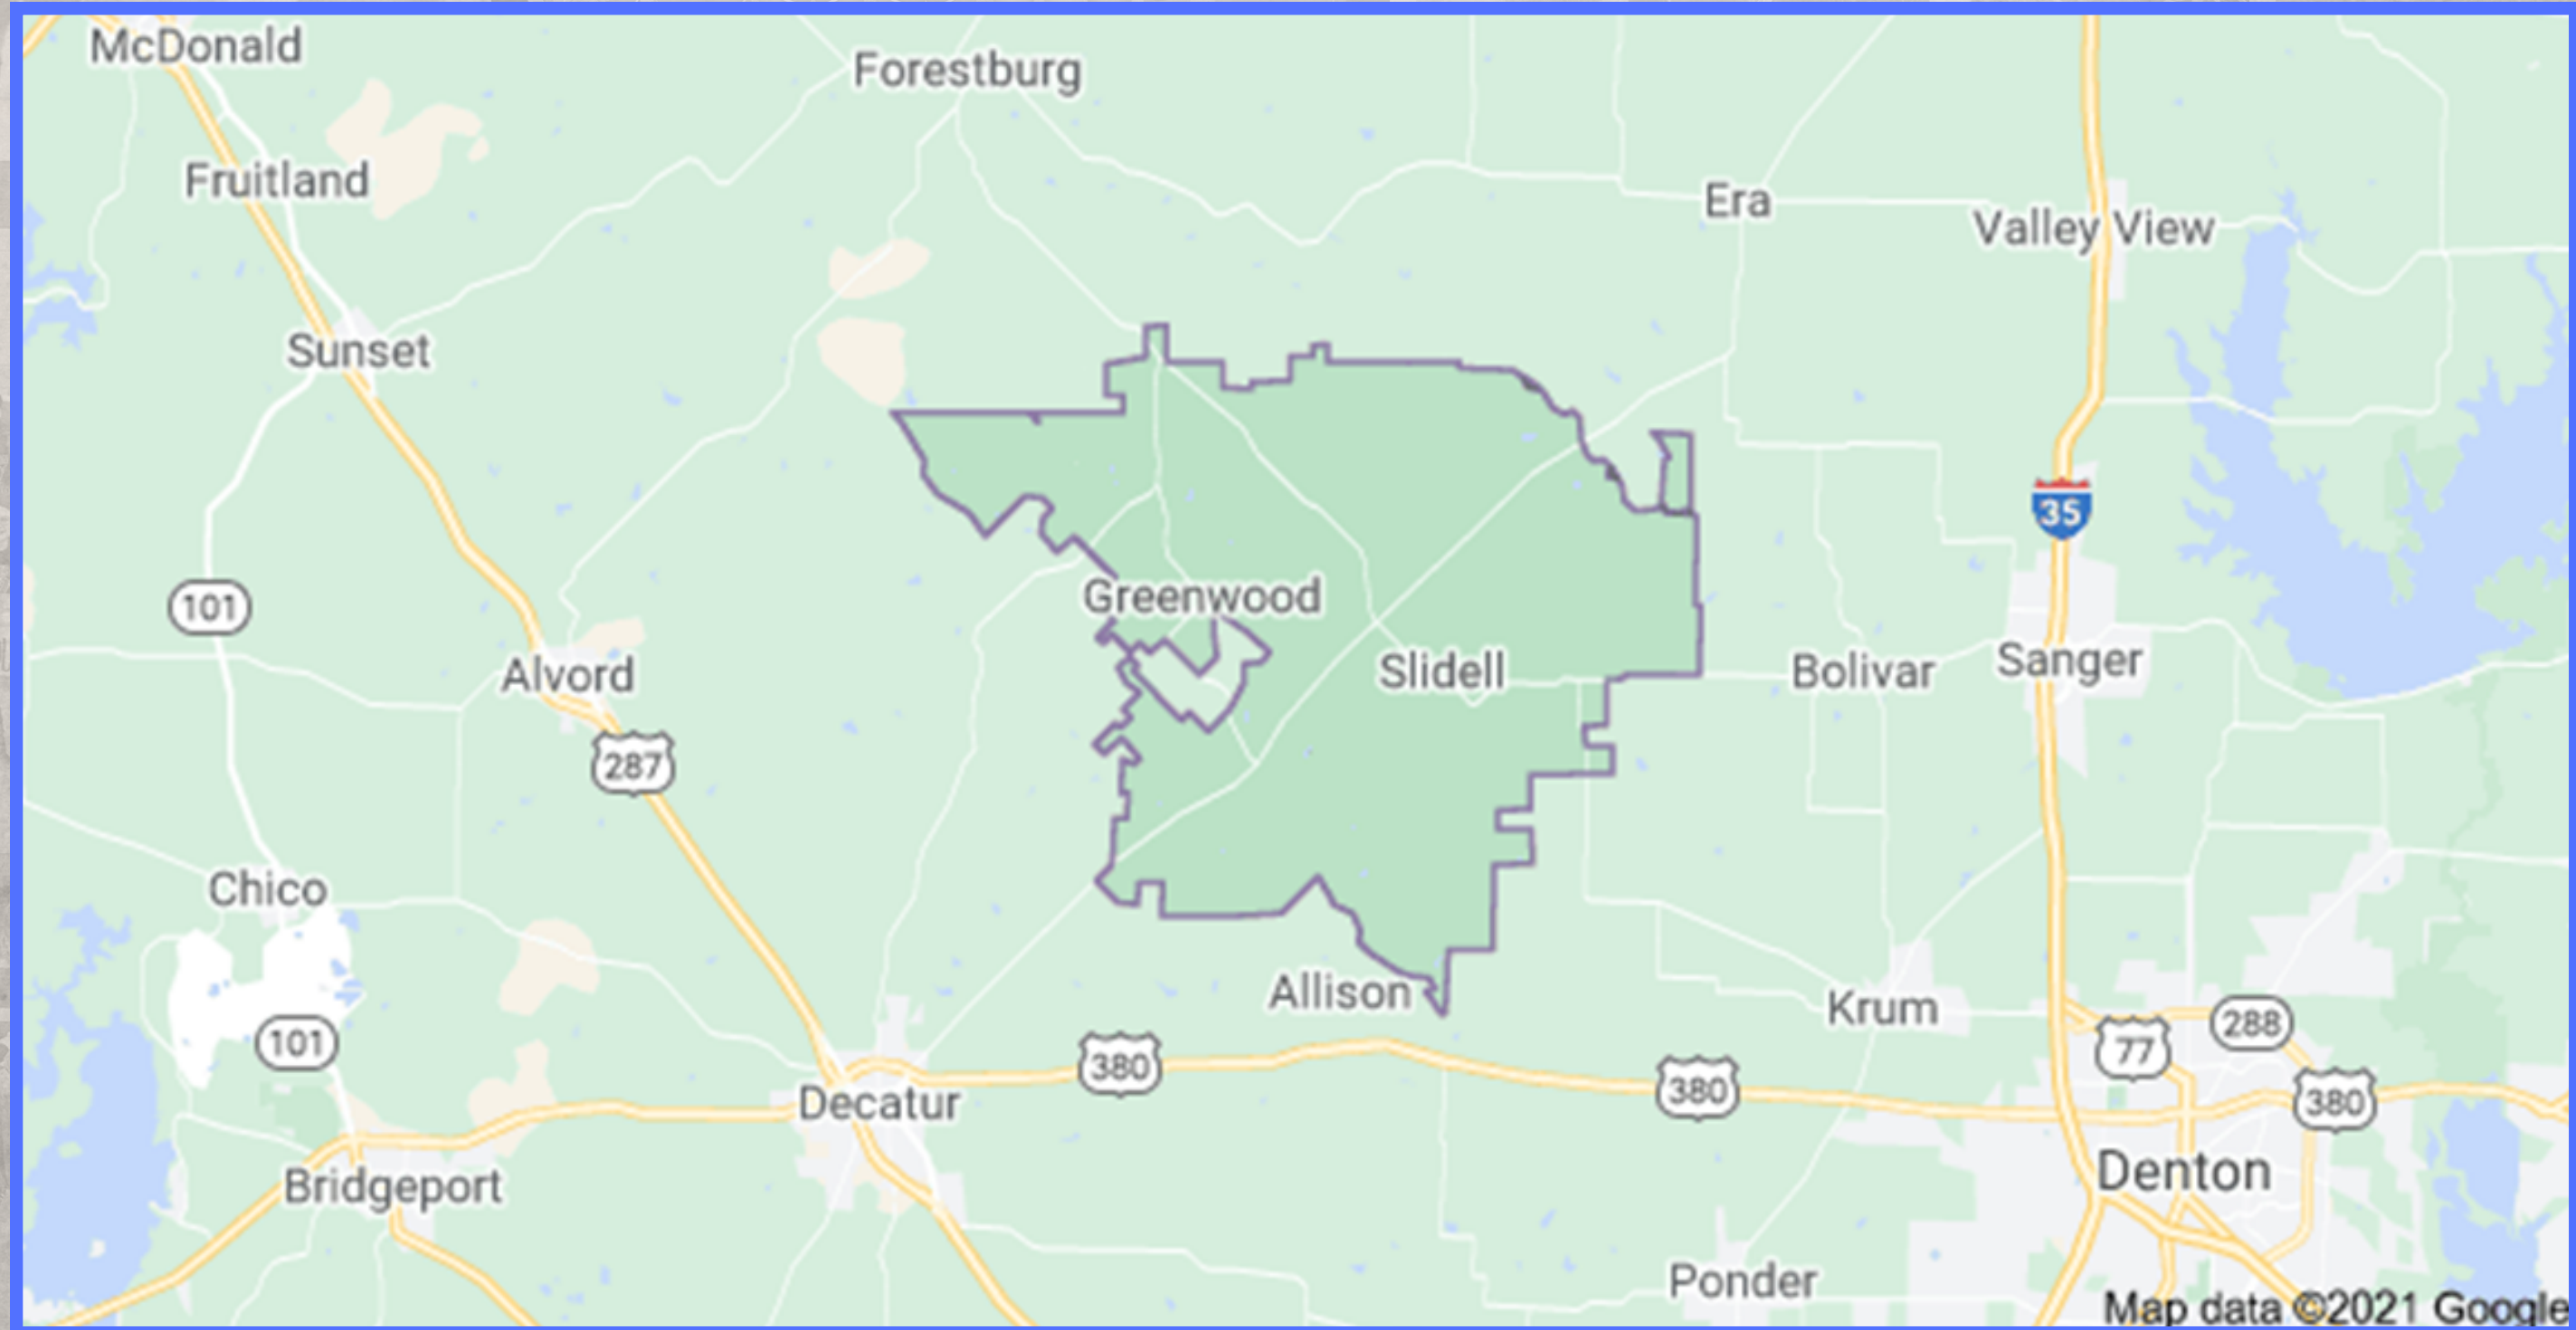 McDonald
Forestburg
Fruitland
Era
Valley View
Sunset
35
101
Greenwood
Alvord
Slidell
Bolivar
Sanger
287
Chico
Allison
Krum
101
380
77
288
380
380
Decatur
Denton
Bridgeport
Ponder
Map data ©2021 Google